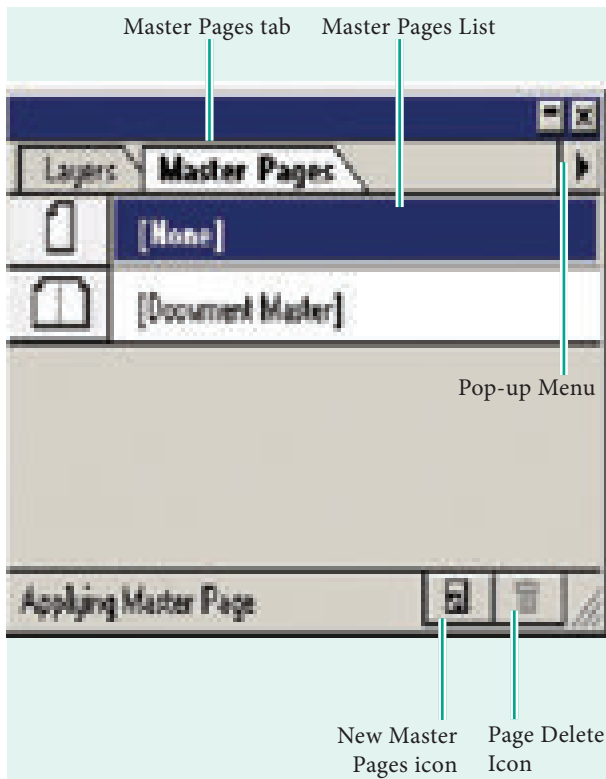 Master Pages tab Master Pages List
Layers Master Pages
[None]
[Document Master]
Pop-up Menu
Applying Master Page
New Master Pages icon
Page Delete Icon